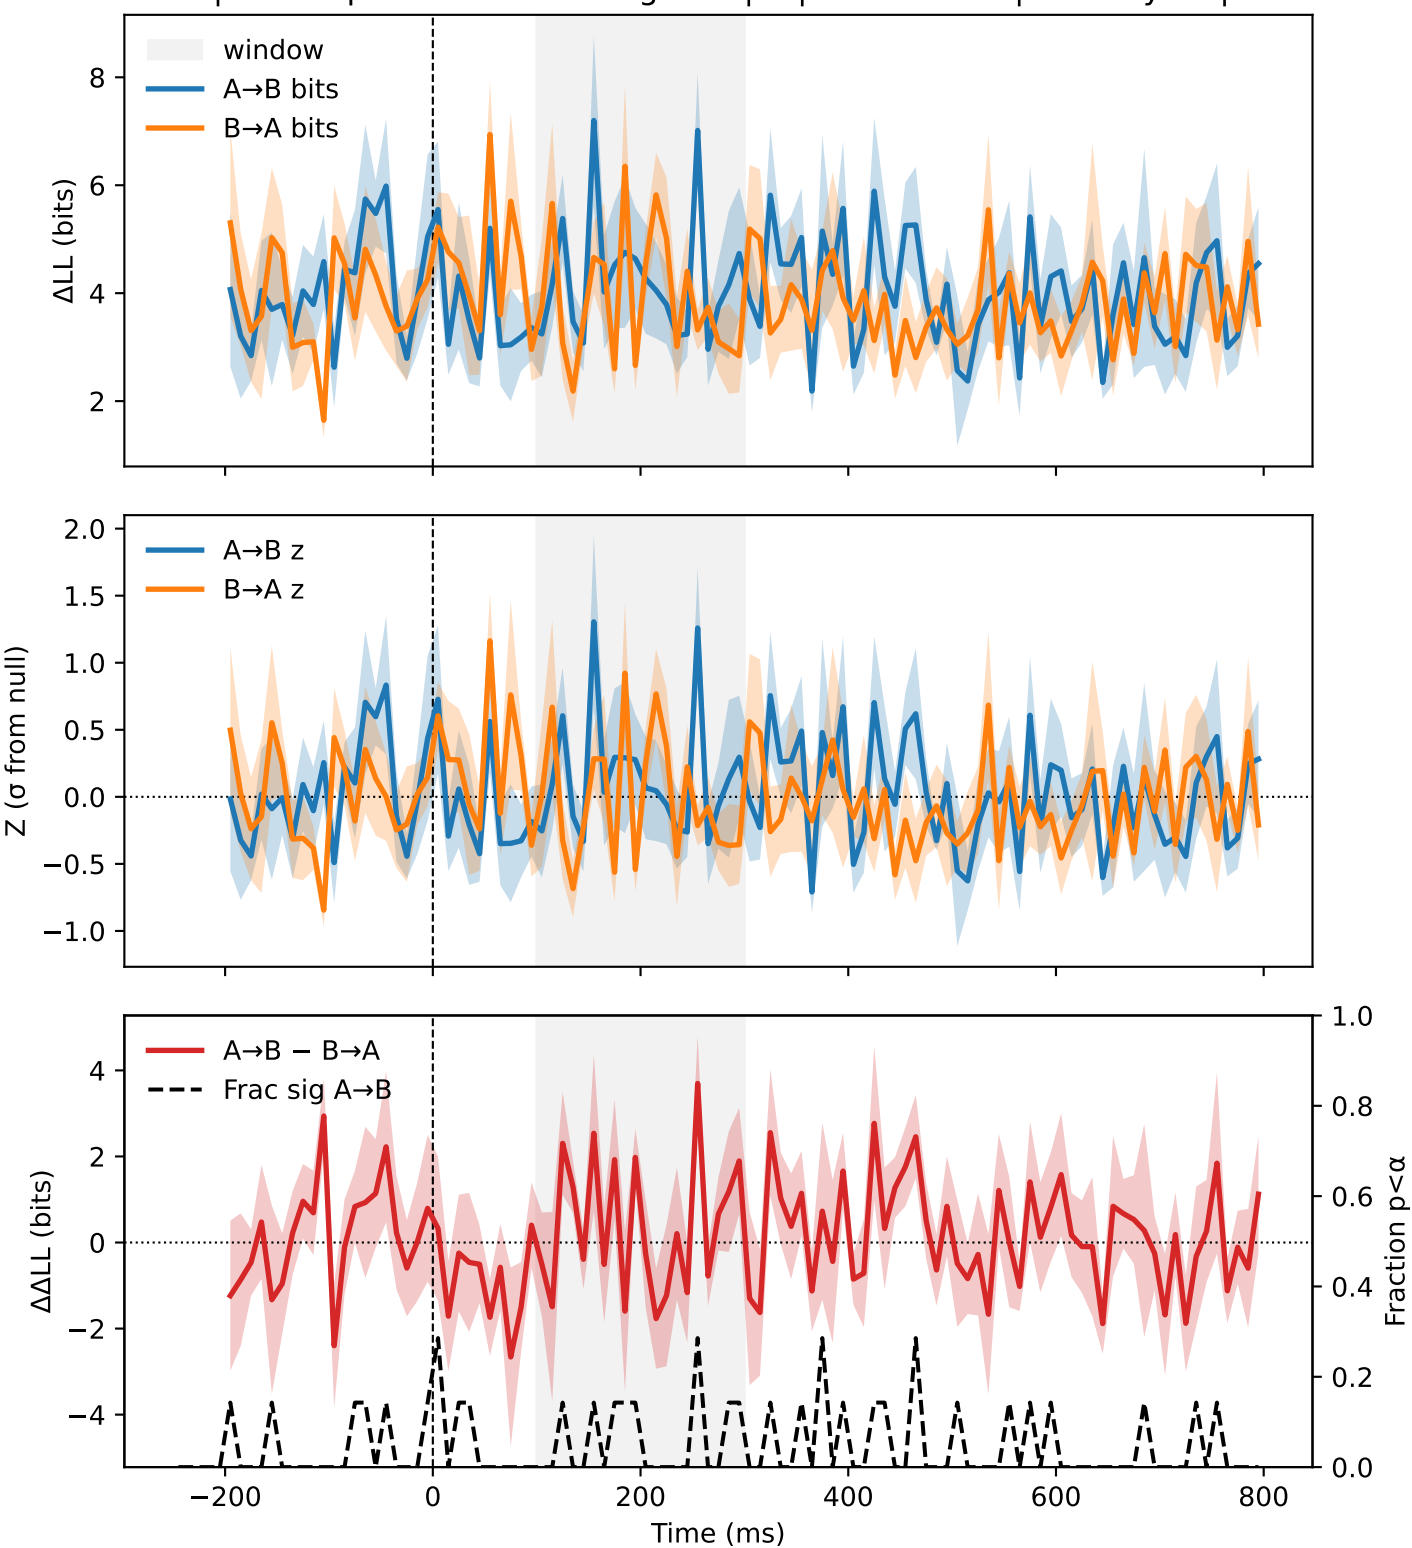 window
A→B bits
B→A bits
8
6
4
2
ΔLL (bits)
A→B z
B→A z
2.0
1.5
1.0
0.5
0.0
−0.5
−1.0
Z (σ from null)
A→B − B→A
Frac sig A→B
4
2
0
−2
−4
ΔΔLL (bits)
1.0
0.8
0.6
0.4
0.2
0.0
Fraction p<α
−200 0 200 400 600 800
Time (ms)